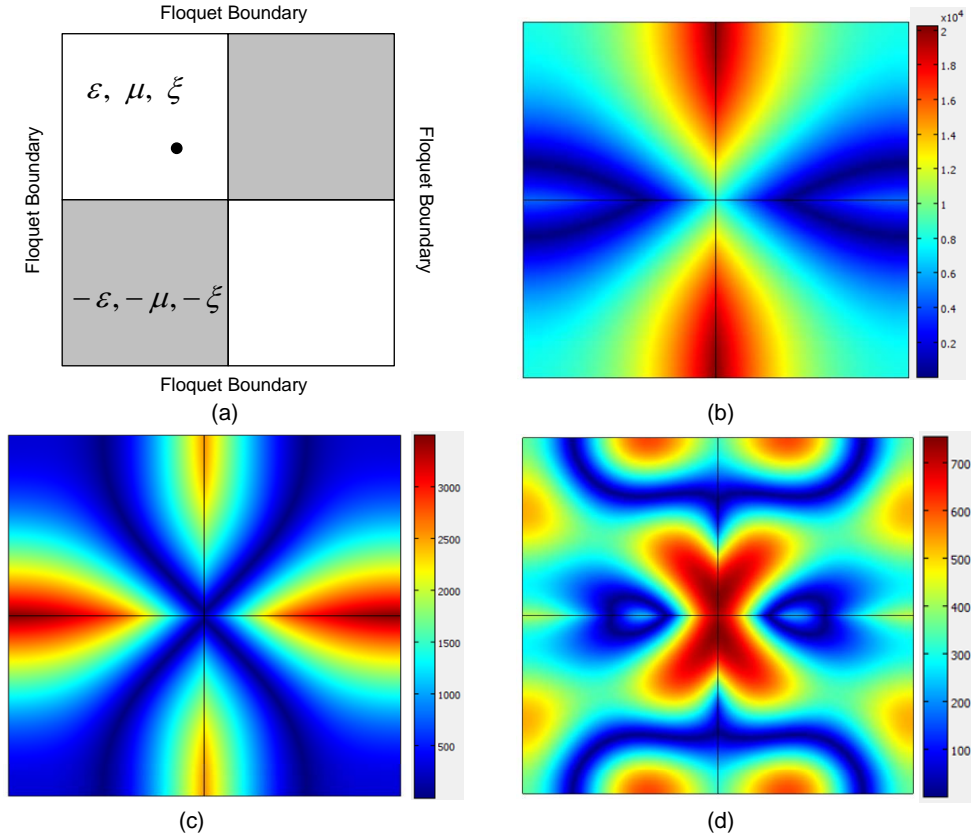 Floquet Boundary
ε, μ, ξ
Floquet Boundary
Floquet Boundary
−ε, −μ, −ξ
Floquet Boundary
(a)
x10⁴
2
1.8
1.6
1.4
1.2
1
0.8
0.6
0.4
0.2
(b)
3000
2500
2000
1500
1000
500
(c)
700
600
500
400
300
200
100
(d)